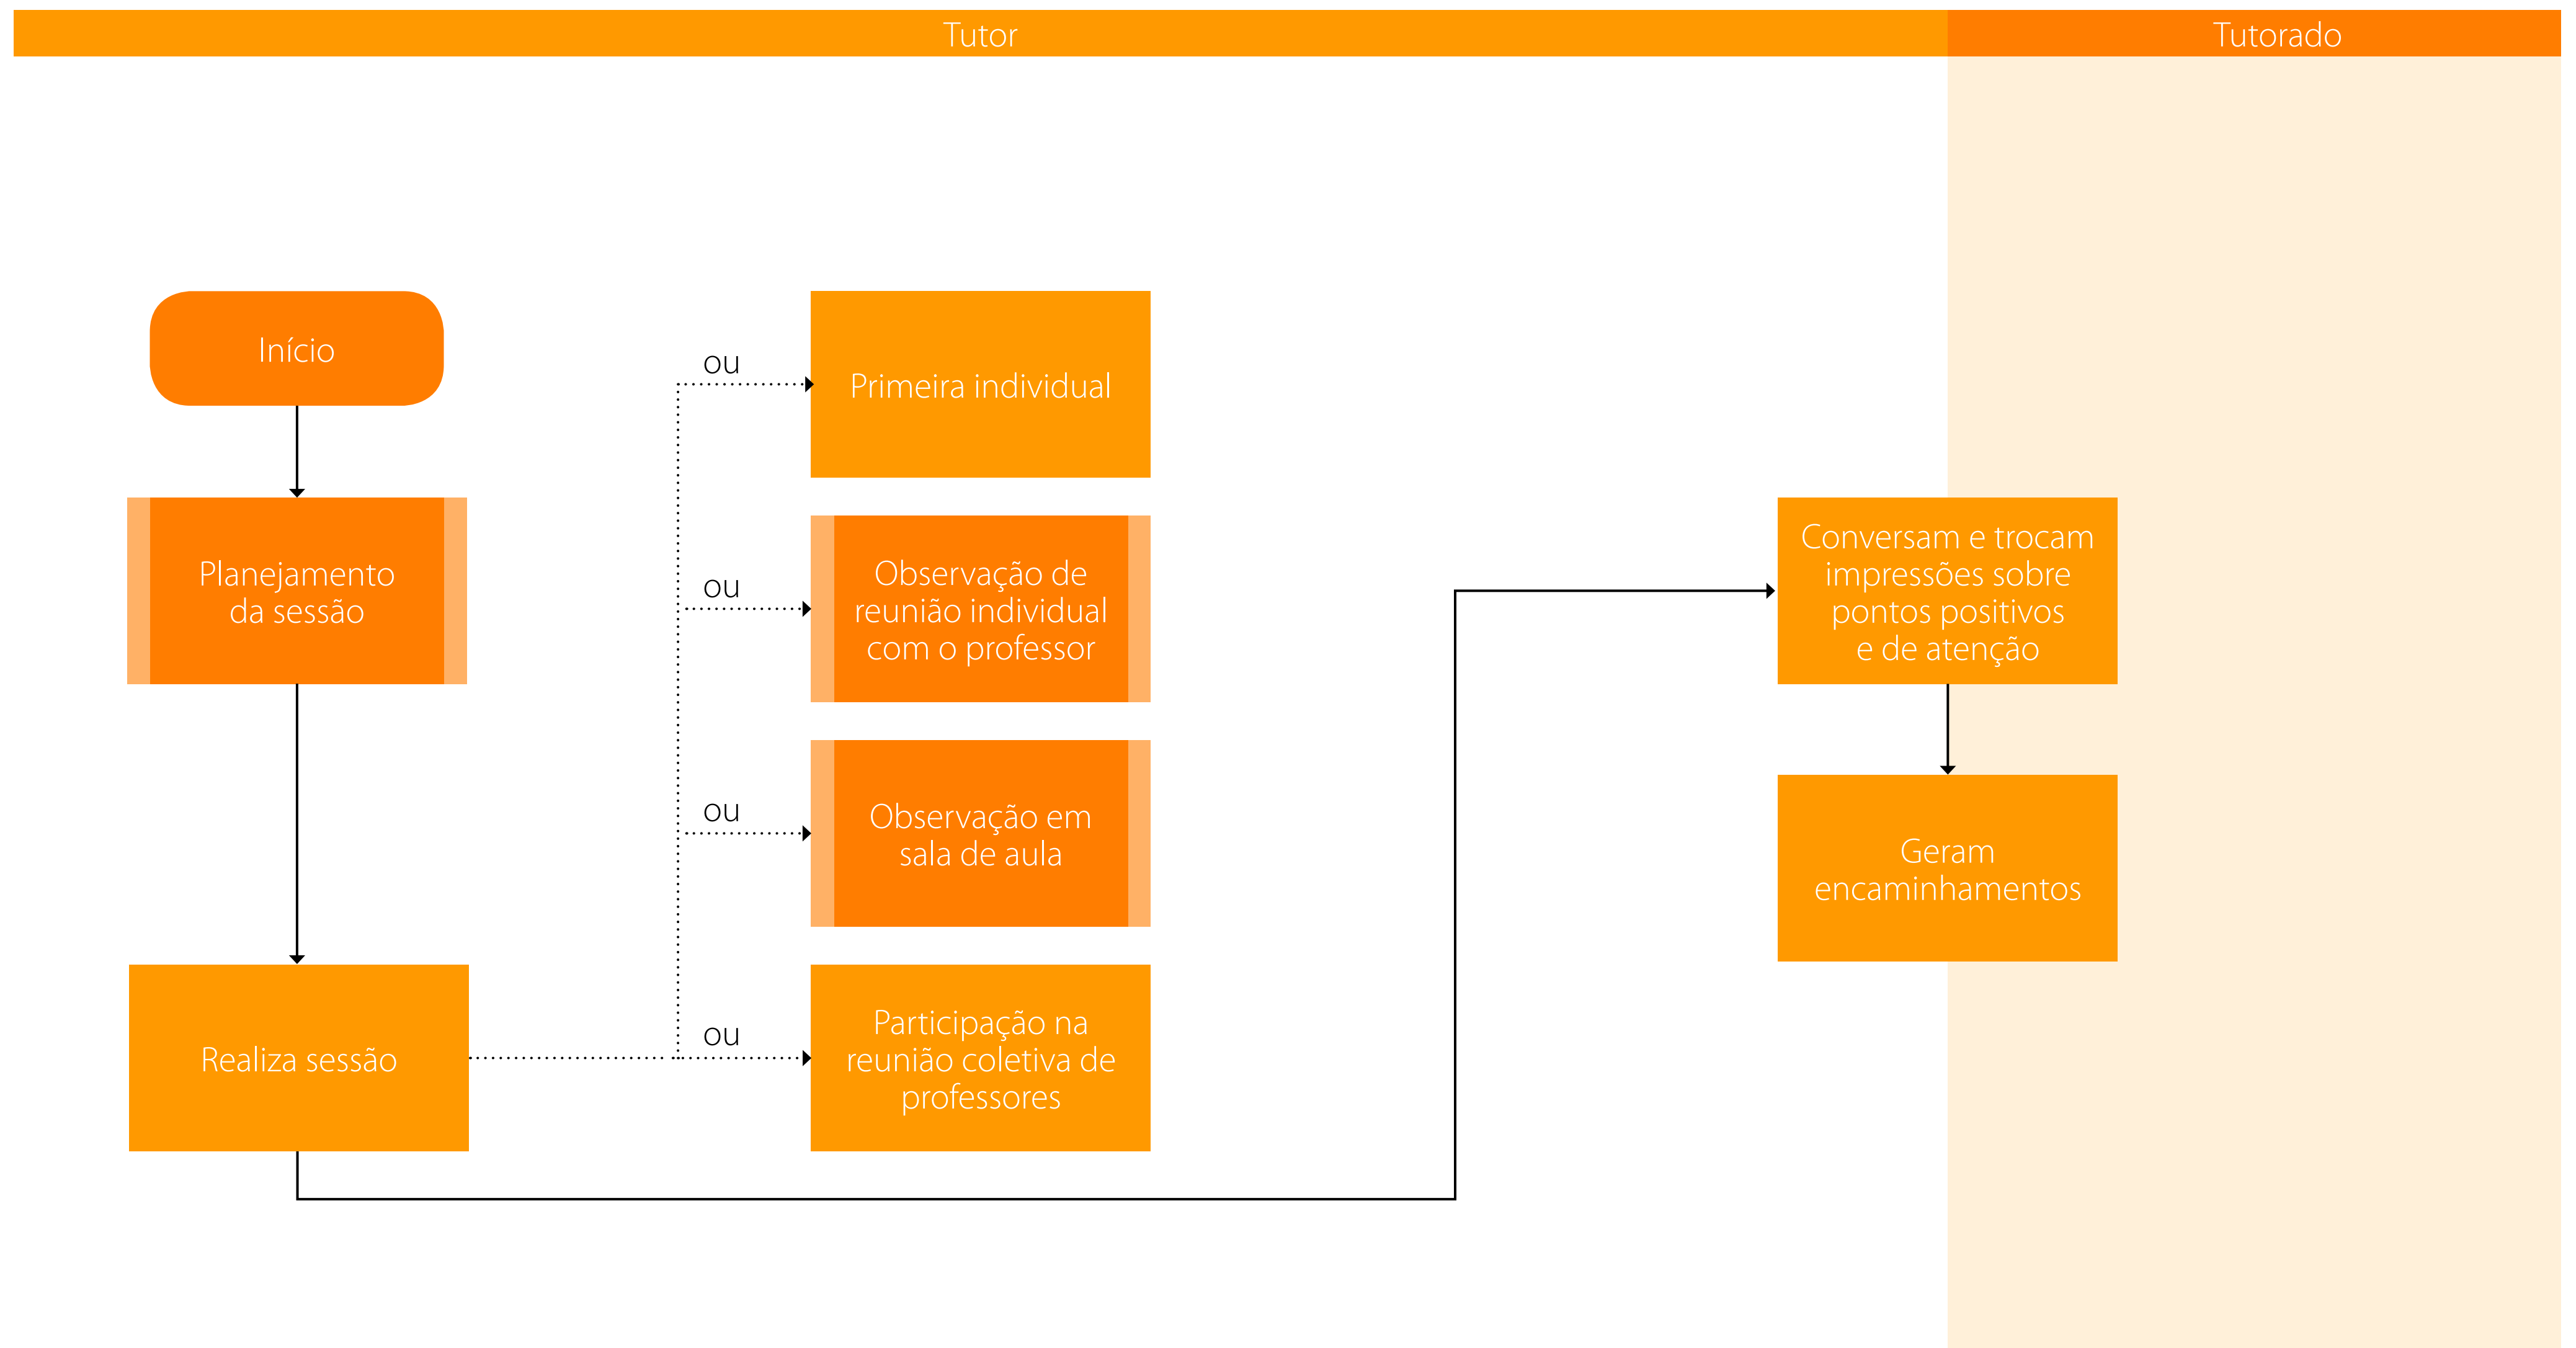 Tutor
Tutorado
Início
Planejamento
da sessão
Realiza sessão
ou
Primeira individual
ou
Observação de
reunião individual
com o professor
ou
Observação em
sala de aula
ou
Participação na
reunião coletiva de
professores
Conversam e trocam
impressões sobre
pontos positivos
e de atenção
Geram
encaminhamentos